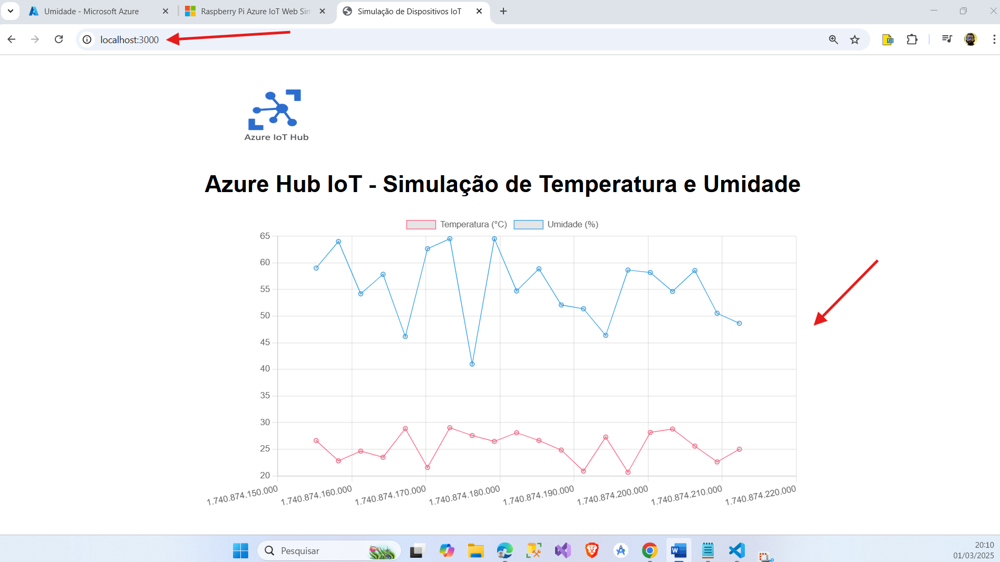 Umidade - Microsoft Azure
Raspberry Pi Azure IoT Web Sim
Simulação de Dispositivos IoT
localhost:3000
JS
Azure IoT Hub
Azure Hub IoT - Simulação de Temperatura e Umidade
Temperatura (°C) Umidade (%)
65
60
55
50
45
40
35
30
25
20
1.740.874.150.000 1.740.874.160.000 1.740.874.170.000 1.740.874.180.000 1.740.874.190.000 1.740.874.200.000 1.740.874.210.000 1.740.874.220.000
Pesquisar
20:10
01/03/2025